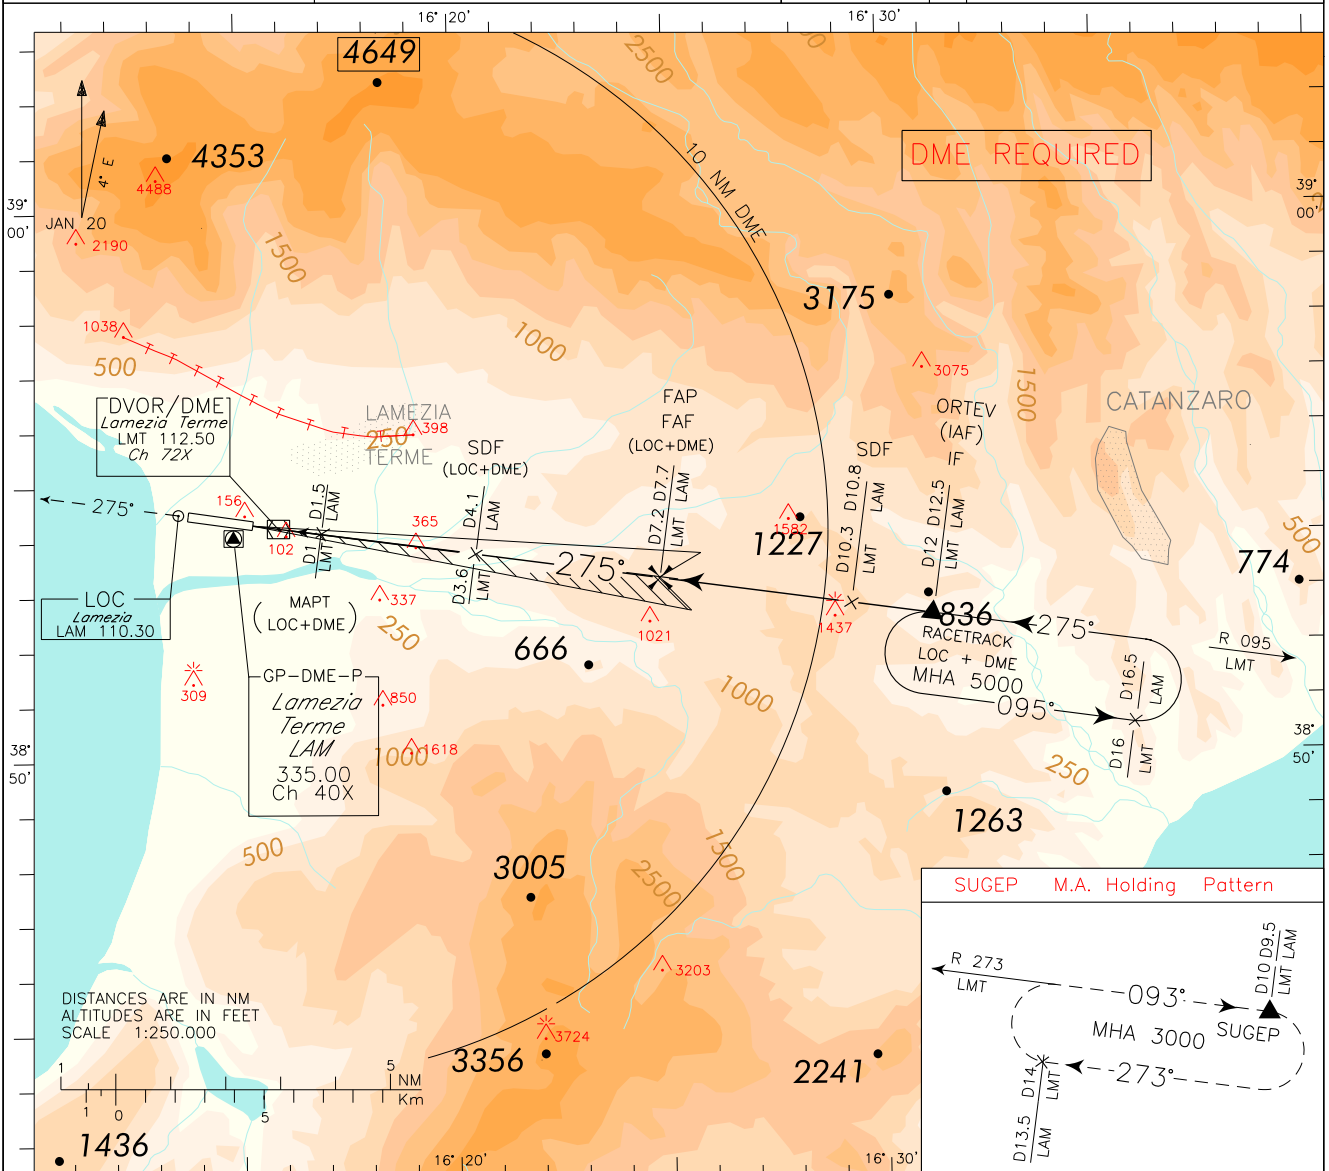 16° 20'
16° 30'
4649
2500
500
4353
4488
4° E
JAN 20
2190
39°
00'
DME REQUIRED
39°
00'
10 NM DME
1500
3175
1038
500
1000
3075
1500
DVOR/DME
Lamezia Terme
LMT 112.50
Ch 72X
LAMEZIA
TERME
250
398
FAP
FAF
(LOC+DME)
ORTEV
(IAF)
IF
CATANZARO
SDF
(LOC+DME)
SDF
275°
156
102
D1.5
LAM
D1
LMT
365
D4.1
LAM
D3.6
LMT
275°
D7.2 D7.7
LMT LAM
1582
1227
D10.3 D10.8
LMT LAM
D12 D12.5
LMT LAM
500
774
LOC
Lamezia
LAM 110.30
MAPT
(LOC+DME)
337
250
1021
1437
836
RACETRACK
LOC + DME
MHA 5000
275°
095°
R 095
LMT
666
309
GP-DME-P
Lamezia
Terme
LAM
335.00
Ch 40X
850
1618
1000
1000
D16.5
LAM
D16
LMT
38°
50'
38°
50'
250
1263
500
3005
2500
1500
SUGEP M.A. Holding Pattern
R 273
LMT
093°
D10 D9.5
LMT LAM
MHA 3000
SUGEP
273°
D13.5 D14
LAM LMT
3203
DISTANCES ARE IN NM
ALTITUDES ARE IN FEET
SCALE 1:250.000
3724
3356
2241
1 5 NM
1 0 5 Km
1436
16° 20'
16° 30'